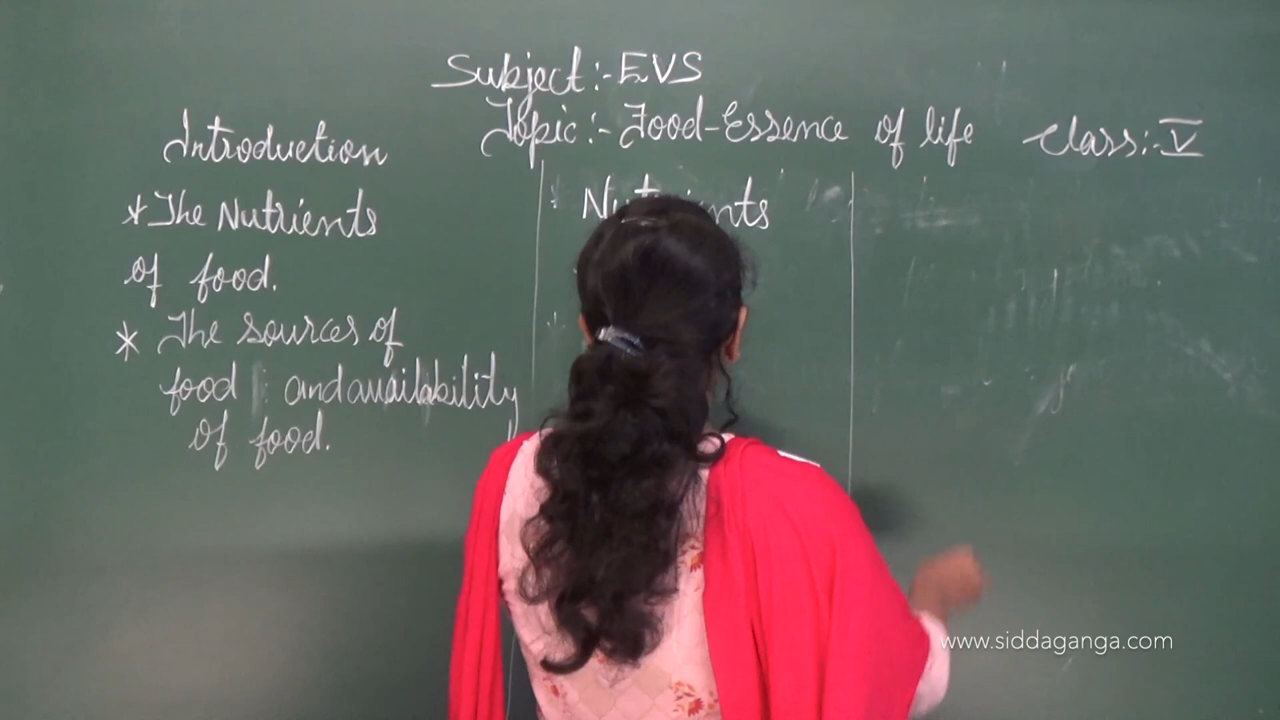 Subject:- EVS
Topic:- Food-Essence of life
Class:- V
Introduction
* The Nutrients
of food.
* The sources of
food and availability
of food.
Nutrients
www.siddaganga.com